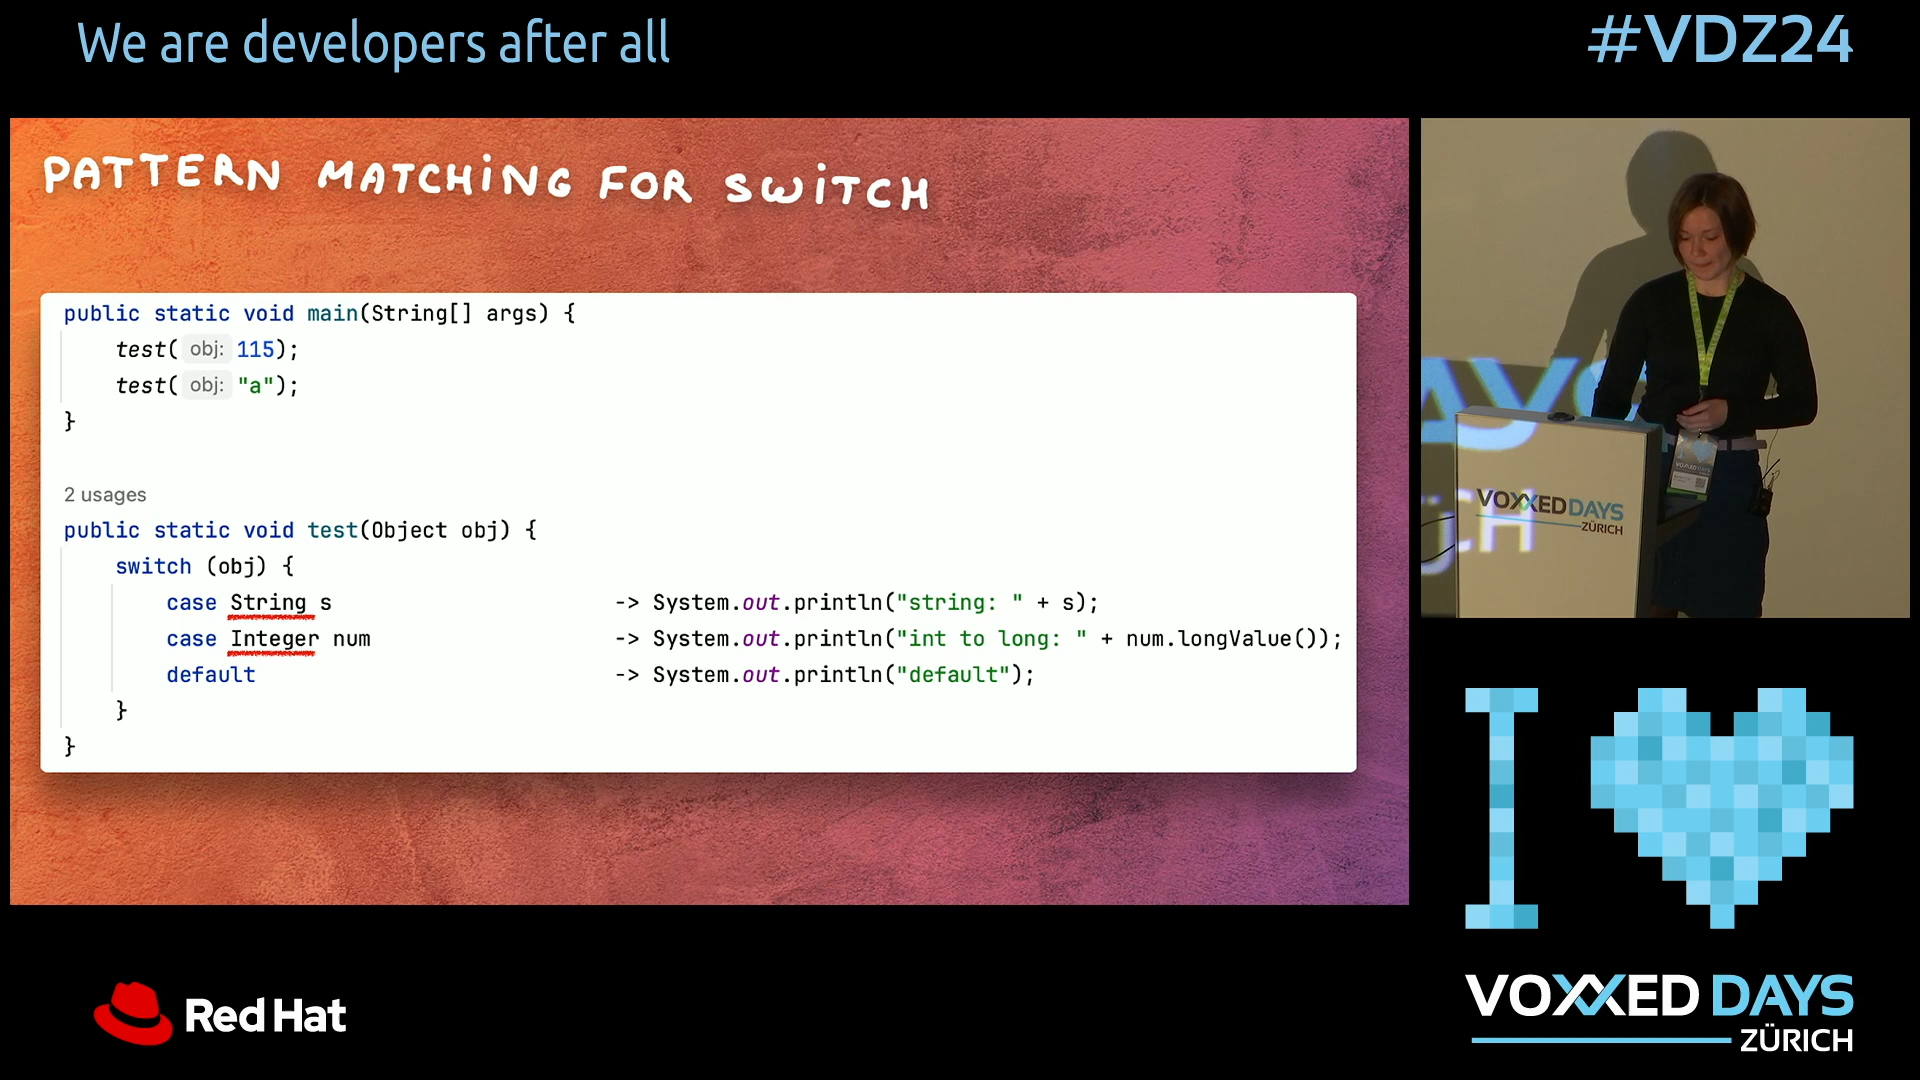 We are developers after all
#VDZ24
PATTERN MATCHING FOR SWITCH
public static void main(String[] args) {
test( obj: 115);
test( obj: "a");
}
2 usages
public static void test(Object obj) {
switch (obj) {
case String s -> System.out.println("string: " + s);
case Integer num -> System.out.println("int to long: " + num.longValue());
default -> System.out.println("default");
}
}
AYS
VOXXED DAYS
ZÜRICH
I
Red Hat
VOXXED DAYS
ZÜRICH